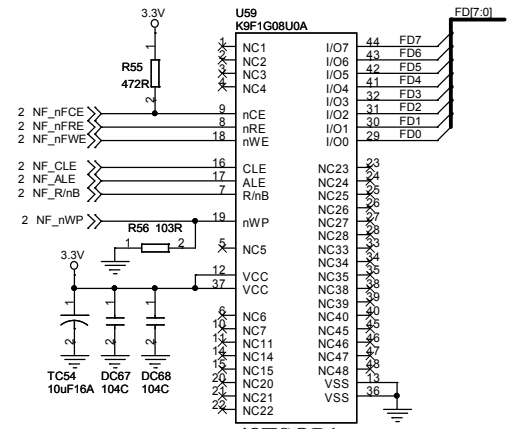 3.3V
U59
K9F1G08U0A
FD[7:0]
R55
472R
1
2
1 NC1
2 NC2
3 NC3
4 NC4
2 NF_nFCE 9 nCE
2 NF_nFRE 8 nRE
2 NF_nFWE 18 nWE
2 NF_CLE 16 CLE
2 NF_ALE 17 ALE
2 NF_R/nB 7 R/nB
2 NF_nWP 19 nWP
R56 103R
1 2
5 NC5
3.3V
12 VCC
37 VCC
6 NC6
10 NC7
11 NC11
14 NC14
15 NC15
20 NC20
21 NC21
22 NC22
1 1 1
2 2 2
TC54 DC67 DC68
10uF16A 104C 104C
I/O7 44 FD7
I/O6 43 FD6
I/O5 42 FD5
I/O4 41 FD4
I/O3 32 FD3
I/O2 31 FD2
I/O1 30 FD1
I/O0 29 FD0
NC23 23
NC24 24
NC25 25
NC26 26
NC27 27
NC28 28
NC33 33
NC34 34
NC35 35
NC38 38
NC39 39
NC40 40
NC45 45
NC46 46
NC47 47
NC48 48
VSS 13
VSS 36